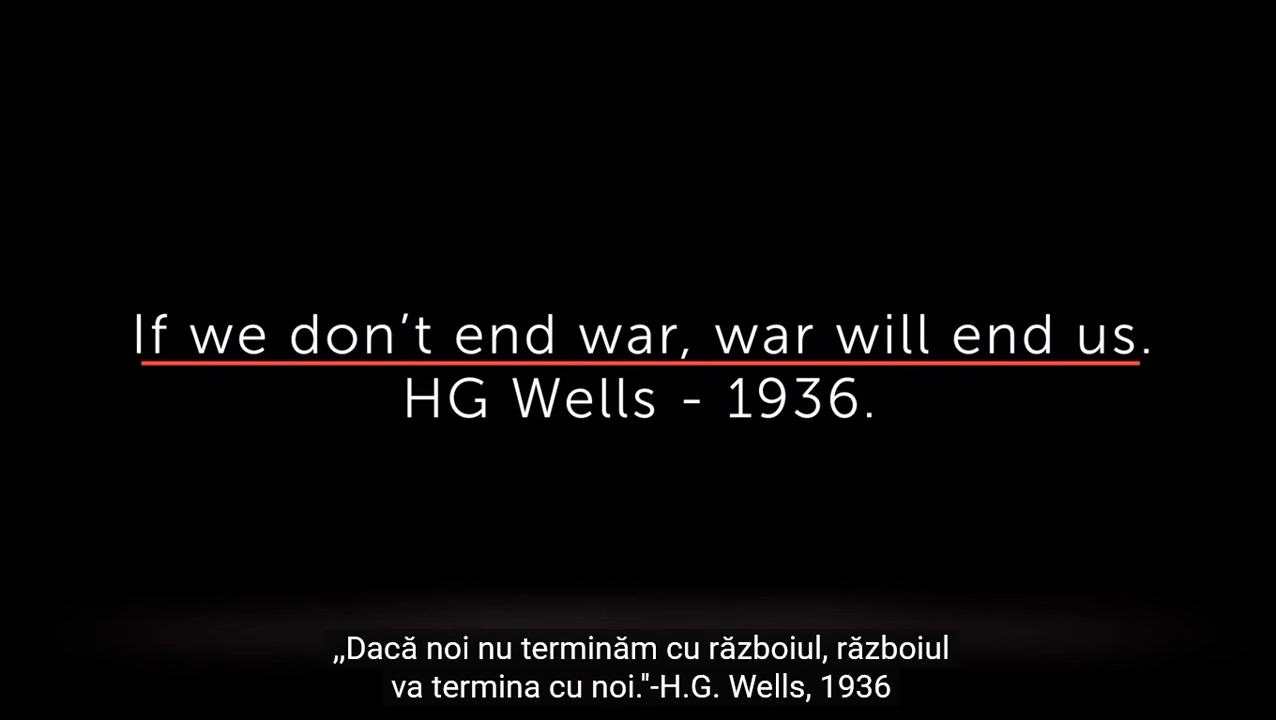 If we don’t end war, war will end us.
HG Wells - 1936.
,,Dacă noi nu terminăm cu războiul, războiul
va termina cu noi."-H.G. Wells, 1936